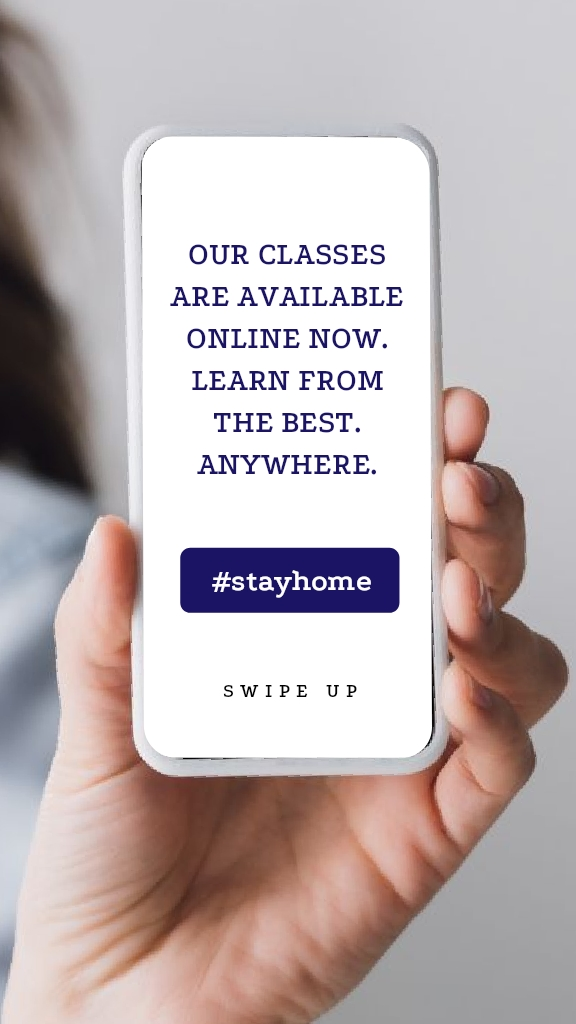 OUR CLASSES
ARE AVAILABLE
ONLINE NOW.
LEARN FROM
THE BEST.
ANYWHERE.
#stayhome
SWIPE UP